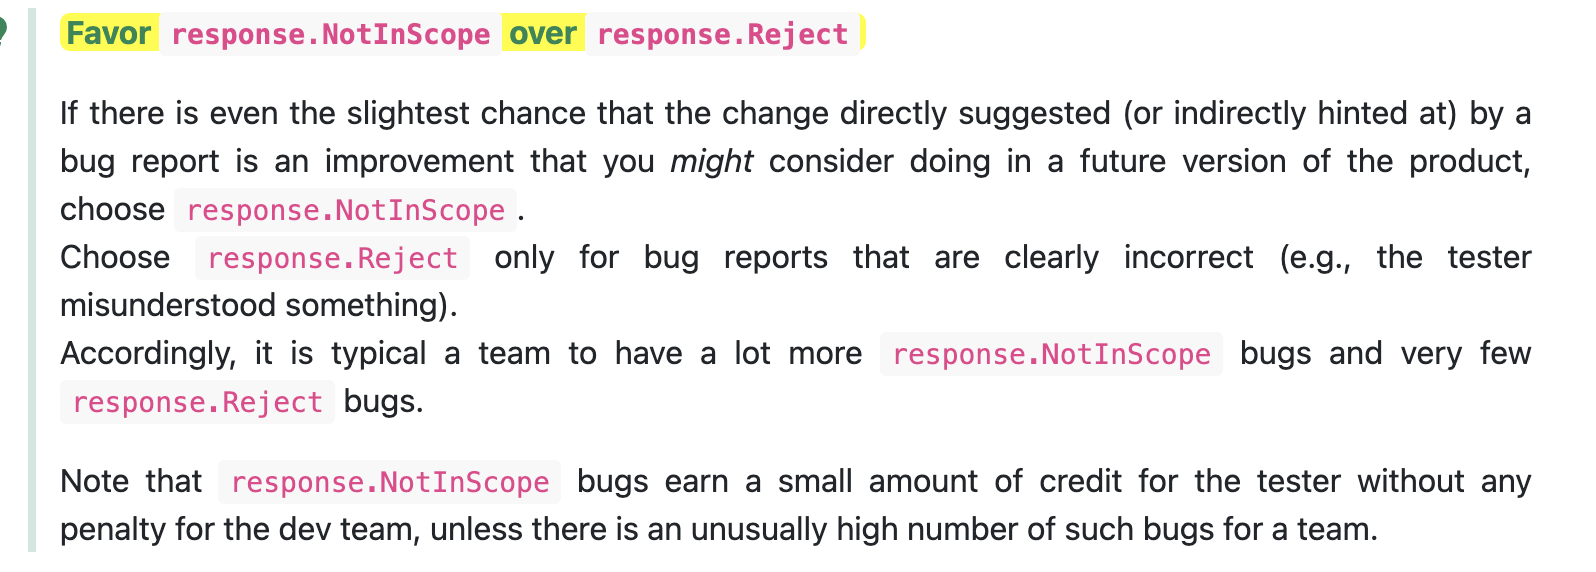 Favor response.NotInScope over response.Reject
If there is even the slightest chance that the change directly suggested (or indirectly hinted at) by a
bug report is an improvement that you might consider doing in a future version of the product,
choose response.NotInScope .
Choose response.Reject only for bug reports that are clearly incorrect (e.g., the tester
misunderstood something).
Accordingly, it is typical a team to have a lot more response.NotInScope bugs and very few
response.Reject bugs.
Note that response.NotInScope bugs earn a small amount of credit for the tester without any
penalty for the dev team, unless there is an unusually high number of such bugs for a team.